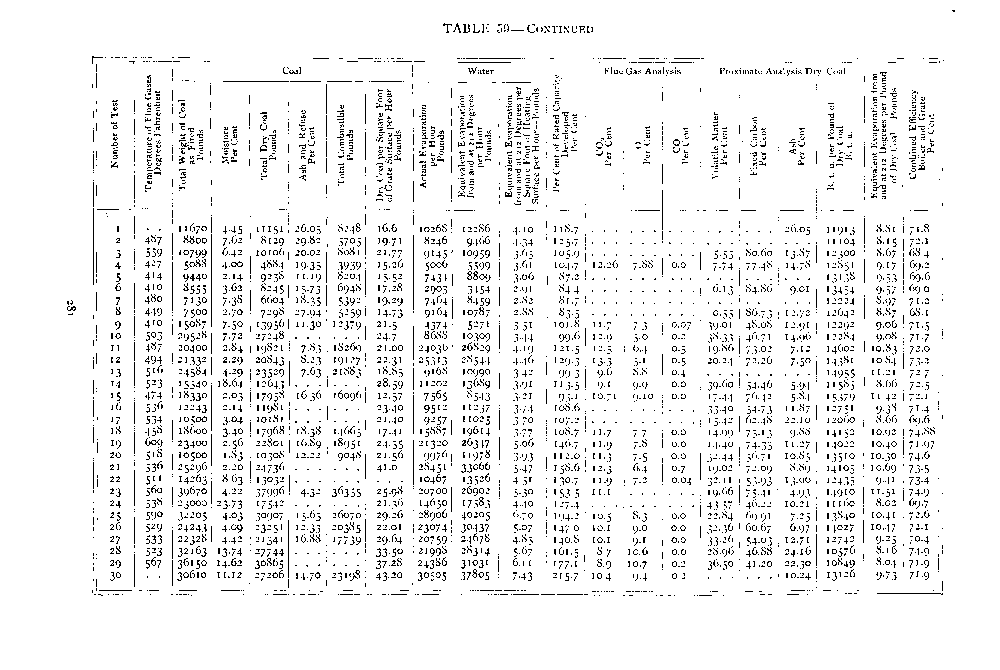 TABLE 59—CONTINUED
Coal Water Flue Gas Analysis Proximate Analysis Dry Coal
Number of Test
Temperature of Flue Gases Degrees Fahrenheit
Total Weight of Coal as Fired Pounds
Moisture Per Cent
Total Dry Coal Pounds
Ash and Refuse Per Cent
Total Combustible Pounds
Dry Coal per Square Foot of Grate Surface per Hour
Actual Evaporation per Hour Pounds
Equivalent Evaporation from and at 212 Degrees per Hour Pounds
Equivalent Evaporation from and at 212 Degrees per Square Foot of Heating Surface per Hour—Pounds
Per Cent of Rated Capacity Developed Per Cent
CO₂ Per Cent
O Per Cent
CO Per Cent
Volatile Matter Per Cent
Fixed Carbon Per Cent
Ash Per Cent
B. t. u. per Pound of Dry Coal B. t. u.
Equivalent Evaporation from and at 212 Degrees per Pound of Dry Coal Pounds
Combined Efficiency Boiler and Grate Per Cent
1 . . 11670 4.45 11151 26.05 8248 16.6 10268 12286 4.10 118.7 . . . . . 26.05 11913 8.81 71.8
2 487 8800 7.62 8129 29.82 5705 19.71 8246 9466 4.34 125.7 . . . . . . 11104 8.15 72.1
3 559 10799 6.42 10106 20.02 8081 21.77 9145 10959 3.63 105.9 . . . 5.53 80.60 13.87 12300 8.67 68.4
4 427 5088 4.00 4884 19.35 3939 15.26 5006 5599 3.61 104.7 12.26 7.88 0.0 7.74 77.48 14.78 12851 9.17 69.2
5 414 9440 2.14 9238 11.19 8204 15.52 7431 8809 3.06 87.2 . . . . . . 13138 9.53 69.6
6 410 8555 3.62 8245 15.73 6948 17.28 2903 3154 2.91 84.4 . . . 6.13 84.86 9.01 13454 9.57 69.0
7 480 7130 7.38 6604 18.35 5392 19.29 7464 8459 2.82 81.7 . . . . . . 12224 8.97 71.2
8 449 7500 2.70 7298 27.94 5259 14.73 9164 10787 2.88 83.5 . . . 0.55 86.73 12.72 12642 8.87 68.1
9 410 15087 7.50 13956 11.30 12379 21.5 4374 5271 3.51 101.8 11.7 7.3 0.07 39.01 48.08 12.91 12292 9.06 71.5
10 503 29528 7.72 27248 . . 24.7 8688 10309 3.44 99.6 12.9 5.0 0.2 38.33 46.71 14.96 12284 9.08 71.7
11 487 20400 2.84 19821 7.83 18269 21.00 24036 26829 4.19 121.5 12.5 6.4 0.5 19.86 73.02 7.12 14602 10.83 72.0
12 494 21332 2.29 20843 8.23 19127 22.31 25313 28544 4.46 129.3 13.3 5.1 0.5 20.24 72.26 7.50 14381 10.84 73.2
13 516 24584 4.29 23529 7.63 21883 18.85 9168 10990 3.42 99.3 9.6 8.8 0.4 . . . 14955 11.21 72.7
14 523 15540 18.64 12643 . . 28.59 11202 13689 3.91 113.5 9.1 9.9 0.0 39.60 54.46 5.94 11585 8.66 72.5
15 474 18330 2.03 17958 16.36 16096 12.57 7565 8543 3.21 93.1 10.71 9.10 0.0 17.44 76.42 5.84 15379 11.42 72.1
16 536 12243 2.14 11981 . . 23.40 9512 11237 3.74 108.6 . . . 33.40 54.73 11.87 12751 9.38 71.4
17 534 10500 3.04 10181 . . 21.40 9257 11025 3.70 107.2 . . . 15.42 62.48 22.10 12060 8.66 69.6
18 458 18600 3.40 17968 18.38 14665 17.41 15887 19614 3.77 108.7 11.7 7.7 0.0 14.99 75.13 9.88 14152 10.92 74.88
19 609 23400 2.56 22801 16.89 18951 24.55 21320 26347 5.06 146.7 11.9 7.8 0.0 14.40 74.33 11.27 14022 10.40 71.97
20 518 10500 1.83 10308 12.22 9048 21.56 9976 11978 3.93 112.0 11.3 7.5 0.0 32.44 56.71 10.85 13510 10.30 74.6
21 536 25296 2.20 24736 . . 41.0 28451 33066 5.47 158.6 12.3 6.4 0.7 19.02 72.09 8.89 14105 10.69 73.5
22 511 14263 8.63 13032 . . . 10467 13526 4.51 130.7 11.9 7.2 0.04 32.11 53.93 13.96 12435 9.41 73.4
23 560 39670 4.22 37996 4.32 36355 25.98 20700 26902 5.30 153.5 11.1 . . 19.66 75.41 4.93 14910 11.51 74.9
24 538 23000 23.73 17542 . . 21.36 14650 17583 4.40 127.4 . . . 43.57 46.22 10.21 11160 8.02 69.7
25 590 32205 4.03 30907 15.65 26070 29.26 28906 40205 6.70 194.2 10.5 8.3 0.0 22.84 69.91 7.25 13840 10.41 72.6
26 529 24243 4.09 23251 12.33 20385 22.01 23074 30437 5.07 147.0 10.1 9.0 0.0 32.36 60.67 6.97 14027 10.47 72.1
27 533 22328 4.42 21341 16.88 17739 29.64 20759 24678 4.85 140.8 10.1 9.1 0.0 33.26 54.03 12.71 12742 9.25 70.4
28 523 32163 13.74 27744 . . 33.50 21998 28314 5.67 161.5 8.7 10.6 0.0 28.96 46.88 24.16 10576 8.16 74.9
29 567 36150 14.62 30865 . . 37.28 24386 31031 6.11 177.1 8.9 10.7 0.2 36.50 41.20 22.30 10849 8.04 71.9
30 . . 30610 11.12 27206 14.70 23198 43.20 30505 37805 7.43 215.7 10.4 9.4 0.2 . . 10.24 13126 9.73 71.9
281